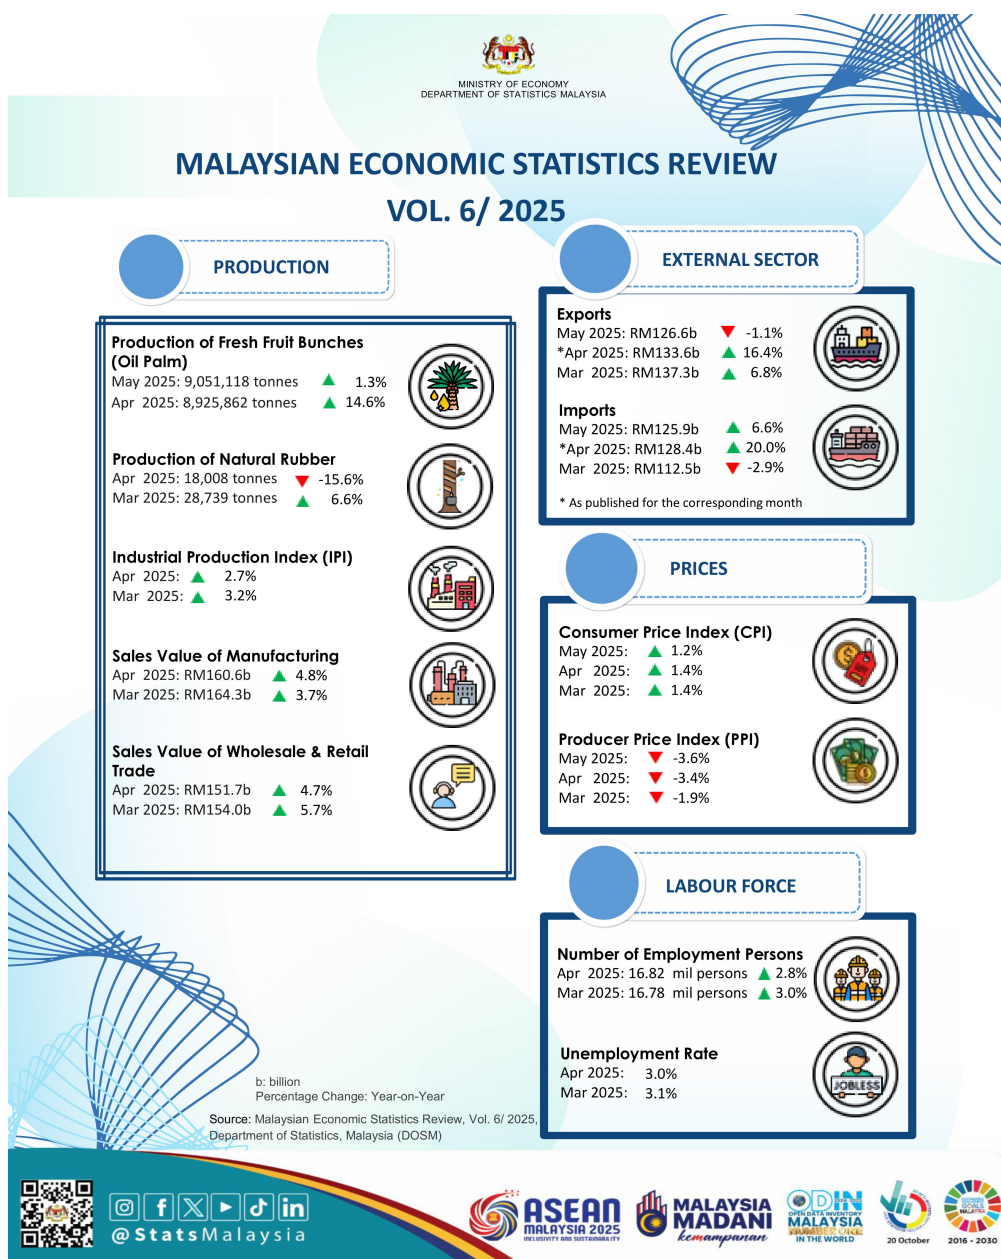 MINISTRY OF ECONOMY
DEPARTMENT OF STATISTICS MALAYSIA
MALAYSIAN ECONOMIC STATISTICS REVIEW
VOL. 6/ 2025
PRODUCTION
Production of Fresh Fruit Bunches
(Oil Palm)
May 2025: 9,051,118 tonnes ▲ 1.3%
Apr 2025: 8,925,862 tonnes ▲ 14.6%
Production of Natural Rubber
Apr 2025: 18,008 tonnes ▼ -15.6%
Mar 2025: 28,739 tonnes ▲ 6.6%
Industrial Production Index (IPI)
Apr 2025: ▲ 2.7%
Mar 2025: ▲ 3.2%
Sales Value of Manufacturing
Apr 2025: RM160.6b ▲ 4.8%
Mar 2025: RM164.3b ▲ 3.7%
Sales Value of Wholesale & Retail
Trade
Apr 2025: RM151.7b ▲ 4.7%
Mar 2025: RM154.0b ▲ 5.7%
EXTERNAL SECTOR
Exports
May 2025: RM126.6b ▼ -1.1%
*Apr 2025: RM133.6b ▲ 16.4%
Mar 2025: RM137.3b ▲ 6.8%
Imports
May 2025: RM125.9b ▲ 6.6%
*Apr 2025: RM128.4b ▲ 20.0%
Mar 2025: RM112.5b ▼ -2.9%
* As published for the corresponding month
PRICES
Consumer Price Index (CPI)
May 2025: ▲ 1.2%
Apr 2025: ▲ 1.4%
Mar 2025: ▲ 1.4%
Producer Price Index (PPI)
May 2025: ▼ -3.6%
Apr 2025: ▼ -3.4%
Mar 2025: ▼ -1.9%
LABOUR FORCE
Number of Employment Persons
Apr 2025: 16.82 mil persons ▲ 2.8%
Mar 2025: 16.78 mil persons ▲ 3.0%
Unemployment Rate
Apr 2025: 3.0%
Mar 2025: 3.1%
JOBLESS
b: billion
Percentage Change: Year-on-Year
Source: Malaysian Economic Statistics Review, Vol. 6/ 2025,
Department of Statistics, Malaysia (DOSM)
@StatsMalaysia
ASEAN
MALAYSIA 2025
INCLUSIVITY AND SUSTAINABILITY
MALAYSIA
MADANI
kemampanan
ODIN
OPEN DATA INVENTORY
MALAYSIA
NUMBER ONE
IN THE WORLD
20 October
GOALS
2016 - 2030